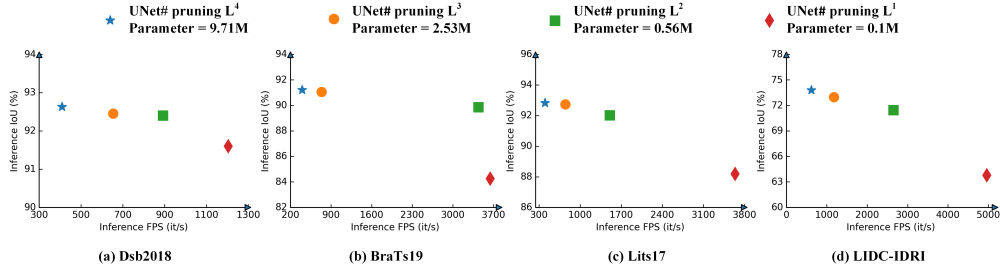 UNet# pruning L⁴
Parameter = 9.71M
UNet# pruning L³
Parameter = 2.53M
UNet# pruning L²
Parameter = 0.56M
UNet# pruning L¹
Parameter = 0.1M
94
93
92
91
90
Inference IoU (%)
300 500 700 900 1100 1300
Inference FPS (it/s)
(a) Dsb2018
94
92
90
88
86
84
82
Inference IoU (%)
200 900 1600 2300 3000 3700
Inference FPS (it/s)
(b) BraTs19
96
94
92
90
88
86
Inference IoU (%)
300 1000 1700 2400 3100 3800
Inference FPS (it/s)
(c) Lits17
78
75
72
69
66
63
60
Inference IoU (%)
0 1000 2000 3000 4000 5000
Inference FPS (it/s)
(d) LIDC-IDRI